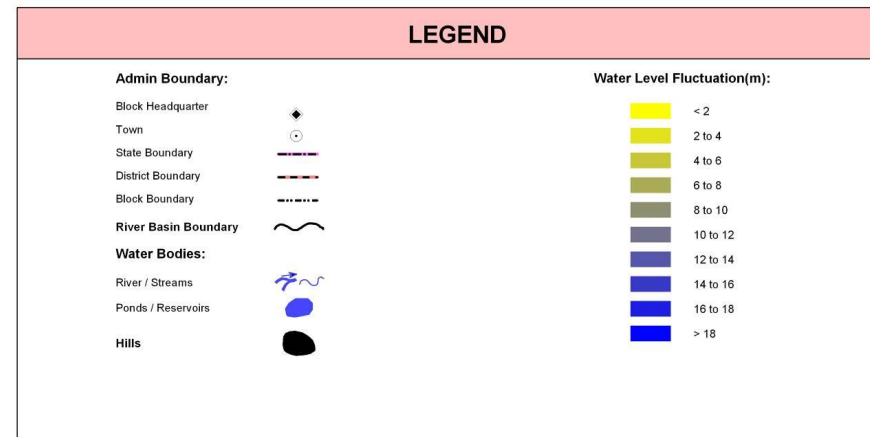 LEGEND
Admin Boundary:
Block Headquarter
Town
State Boundary
District Boundary
Block Boundary
River Basin Boundary
Water Bodies:
River / Streams
Ponds / Reservoirs
Hills
Water Level Fluctuation(m):
< 2
2 to 4
4 to 6
6 to 8
8 to 10
10 to 12
12 to 14
14 to 16
16 to 18
> 18